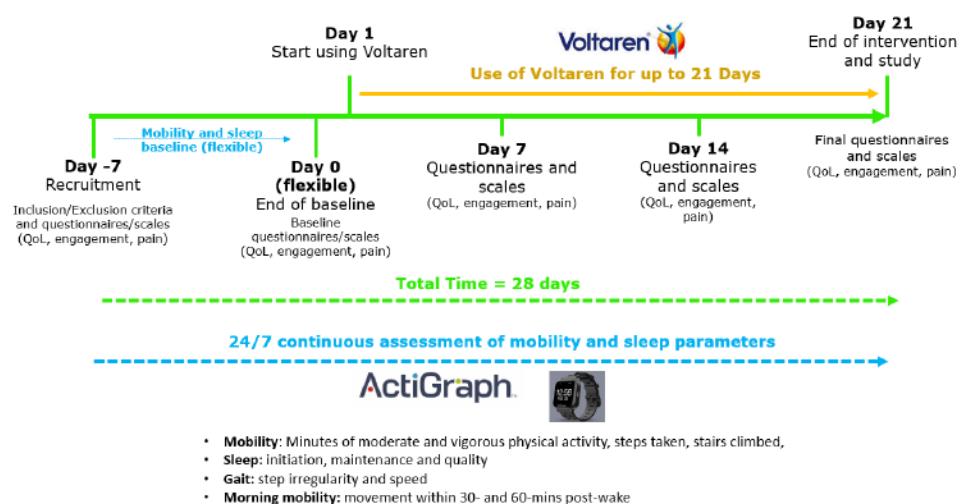 Day 1
Start using Voltaren
Voltaren
Day 21
End of intervention
and study
Use of Voltaren for up to 21 Days
Mobility and sleep
baseline (flexible)
Day -7
Recruitment
Inclusion/Exclusion criteria
and questionnaires/scales
(QoL, engagement, pain)
Day 0
(flexible)
End of baseline
Baseline
questionnaires/scales
(QoL, engagement, pain)
Day 7
Questionnaires and
scales
(QoL, engagement, pain)
Day 14
Questionnaires
and scales
(QoL, engagement,
pain)
Final questionnaires
and scales
(QoL, engagement, pain)
Total Time = 28 days
24/7 continuous assessment of mobility and sleep parameters
ActiGraph
• Mobility: Minutes of moderate and vigorous physical activity, steps taken, stairs climbed,
• Sleep: initiation, maintenance and quality
• Gait: step irregularity and speed
• Morning mobility: movement within 30- and 60-mins post-wake